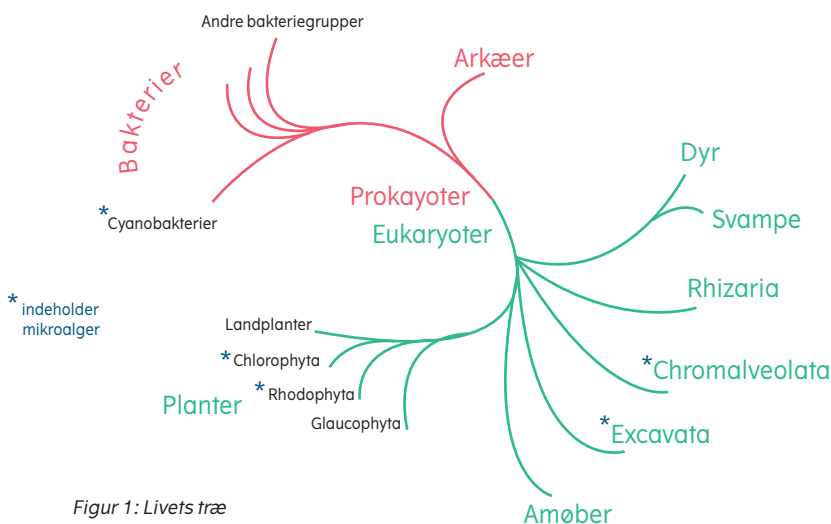 Andre bakteriegrupper
Arkæer
Bakterier
Dyr
Prokayoter
Svampe
*Cyanobakterier
Eukaryoter
Rhizaria
* indeholder
mikroalger
Landplanter
*Chlorophyta
*Chromalveolata
*Rhodophyta
Planter
Glaucophyta
*Excavata
Figur 1: Livets træ
Amøber